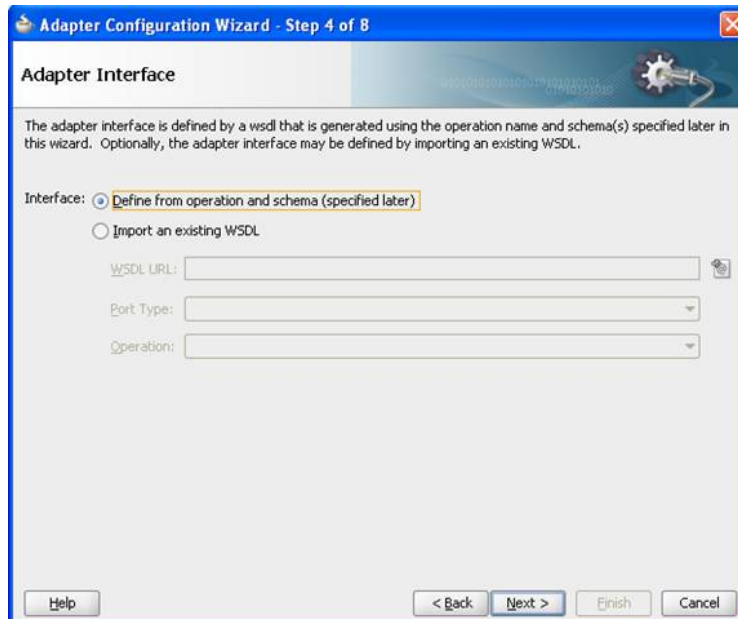 Adapter Configuration Wizard - Step 4 of 8
Adapter Interface
The adapter interface is defined by a wsdl that is generated using the operation name and schema(s) specified later in
this wizard. Optionally, the adapter interface may be defined by importing an existing WSDL.
Interface: Define from operation and schema (specified later)
Import an existing WSDL
WSDL URL:
Port Type:
Operation:
Help < Back Next > Finish Cancel